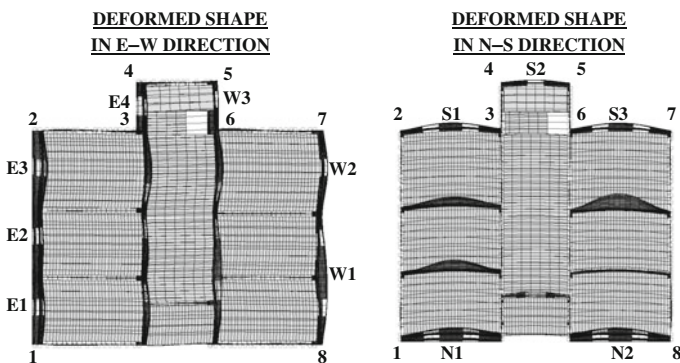 DEFORMED SHAPE
IN E–W DIRECTION
4 5
E4 W3
2 3 6 7
E3 W2
E2
W1
E1
1 8
DEFORMED SHAPE
IN N–S DIRECTION
4 S2 5
2 S1 3 6 S3 7
1 N1 N2 8